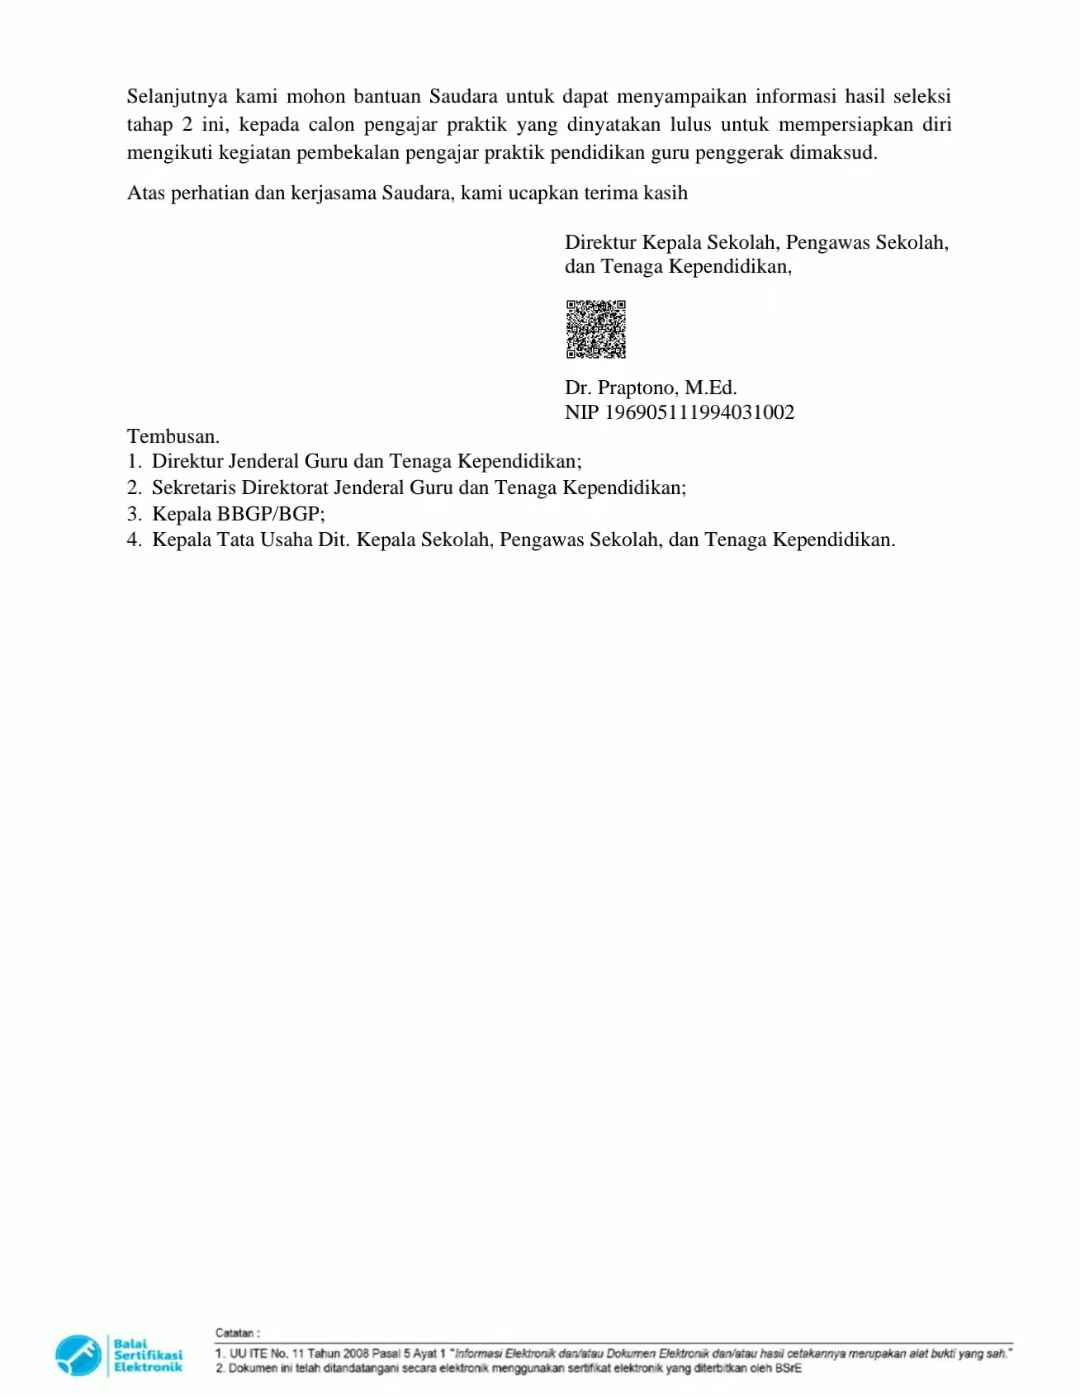 Selanjutnya kami mohon bantuan Saudara untuk dapat menyampaikan informasi hasil seleksi
tahap 2 ini, kepada calon pengajar praktik yang dinyatakan lulus untuk mempersiapkan diri
mengikuti kegiatan pembekalan pengajar praktik pendidikan guru penggerak dimaksud.
Atas perhatian dan kerjasama Saudara, kami ucapkan terima kasih
Direktur Kepala Sekolah, Pengawas Sekolah,
dan Tenaga Kependidikan,
Dr. Praptono, M.Ed.
NIP 196905111994031002
Tembusan.
1. Direktur Jenderal Guru dan Tenaga Kependidikan;
2. Sekretaris Direktorat Jenderal Guru dan Tenaga Kependidikan;
3. Kepala BBGP/BGP;
4. Kepala Tata Usaha Dit. Kepala Sekolah, Pengawas Sekolah, dan Tenaga Kependidikan.
Balai
Sertifikasi
Elektronik
Catatan :
1. UU ITE No. 11 Tahun 2008 Pasal 5 Ayat 1 "Informasi Elektronik dan/atau Dokumen Elektronik dan/atau hasil cetakannya merupakan alat bukti yang sah."
2. Dokumen ini telah ditandatangani secara elektronik menggunakan sertifikat elektronik yang diterbitkan oleh BSrE